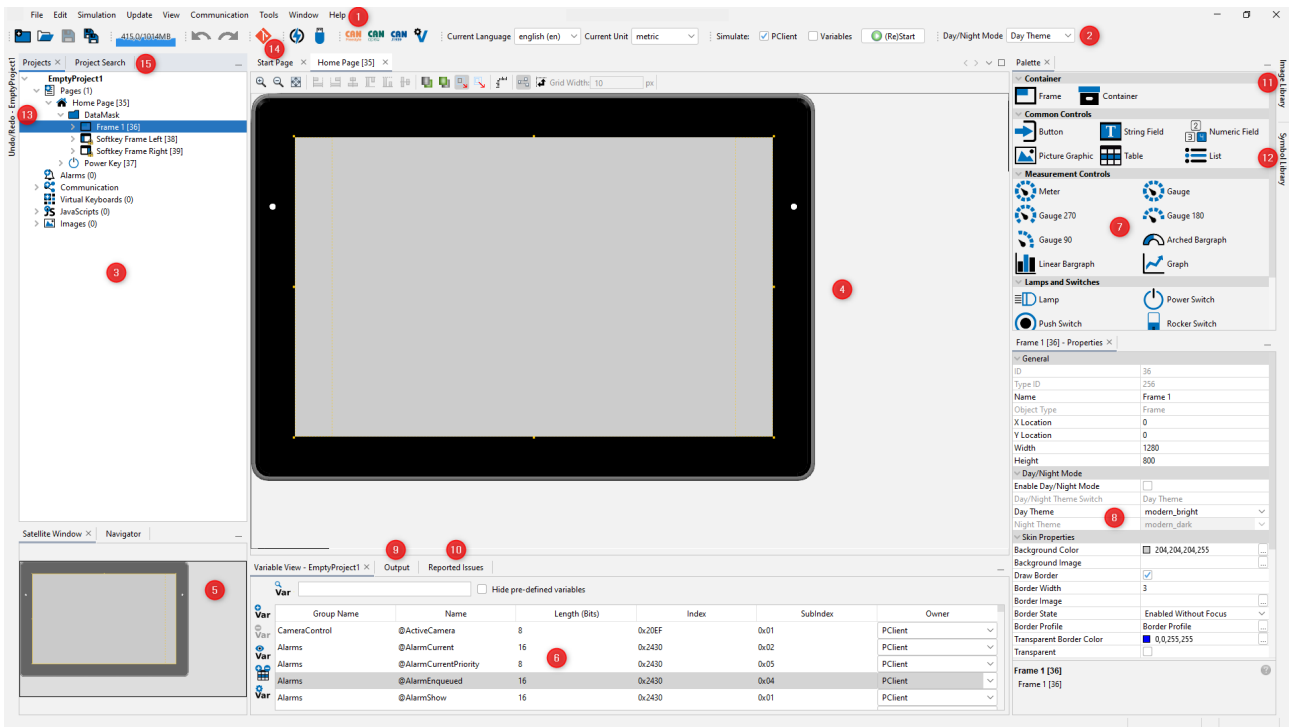 File Edit Simulation Update View Communication Tools Window Help
1
415,0/1014MB
CAN CAN CAN
Current Language english (en) Current Unit metric
Simulate: PClient Variables (Re)Start
Day/Night Mode Day Theme
2
14
Projects × Project Search
15
Start Page × Home Page [35] ×
Palette ×
Undo/Redo - EmptyProject1
EmptyProject1
Pages (1)
Home Page [35]
DataMask
13
Frame 1 [36]
Softkey Frame Left [38]
Softkey Frame Right [39]
Power Key [37]
Alarms (0)
Communication
Virtual Keyboards (0)
JS JavaScripts (0)
Images (0)
3
Grid Width: 10 px
4
Container
Frame Container
Common Controls
Button String Field Numeric Field
Picture Graphic Table List
Measurement Controls
Meter Gauge
Gauge 270 Gauge 180
7
Gauge 90 Arched Bargraph
Linear Bargraph Graph
Lamps and Switches
Lamp Power Switch
Push Switch Rocker Switch
Image Library
11
Symbol Library
12
Frame 1 [36] - Properties ×
General
ID 36
Type ID 256
Name Frame 1
Object Type Frame
X Location 0
Y Location 0
Width 1280
Height 800
Day/Night Mode
Enable Day/Night Mode
Day/Night Theme Switch Day Theme
Day Theme modern_bright
8
Night Theme modern_dark
Skin Properties
Background Color 204,204,204,255
Background Image
Draw Border
Border Width 3
Border Image
Border State Enabled Without Focus
Border Profile Border Profile
Transparent Border Color 0,0,255,255
Transparent
Frame 1 [36]
Frame 1 [36]
Satellite Window × Navigator
5
9
10
Variable View - EmptyProject1 × Output Reported Issues
Var Hide pre-defined variables
Var
Var
Var
Var
Group Name Name Length (Bits) Index SubIndex Owner
CameraControl @ActiveCamera 8 0x20EF 0x01 PClient
Alarms @AlarmCurrent 16 0x2430 0x02 PClient
6
Alarms @AlarmCurrentPriority 8 0x2430 0x05 PClient
Alarms @AlarmEnqueued 16 0x2430 0x04 PClient
Alarms @AlarmShow 16 0x2430 0x01 PClient